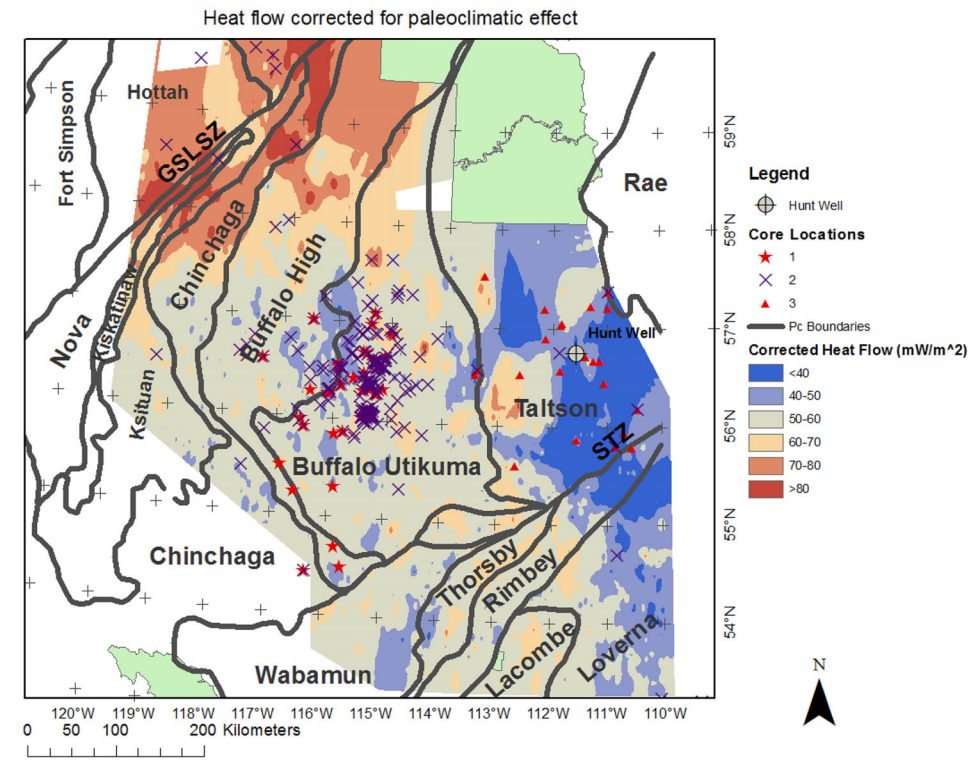 Heat flow corrected for paleoclimatic effect
Hottah
Fort Simpson
GSLSZ
Rae
Chinchaga
Buffalo High
Kiskatinaw
Nova
Ksituan
Hunt Well
Taltson
STZ
Buffalo Utikuma
Chinchaga
Thorsby
Rimbey
Lacombe
Loverna
Wabamun
59°N
58°N
57°N
56°N
55°N
54°N
120°W 119°W 118°W 117°W 116°W 115°W 114°W 113°W 112°W 111°W 110°W
0 50 100 200 Kilometers
Legend
Hunt Well
Core Locations
1
2
3
Pc Boundaries
Corrected Heat Flow (mW/m^2)
<40
40-50
50-60
60-70
70-80
>80
N